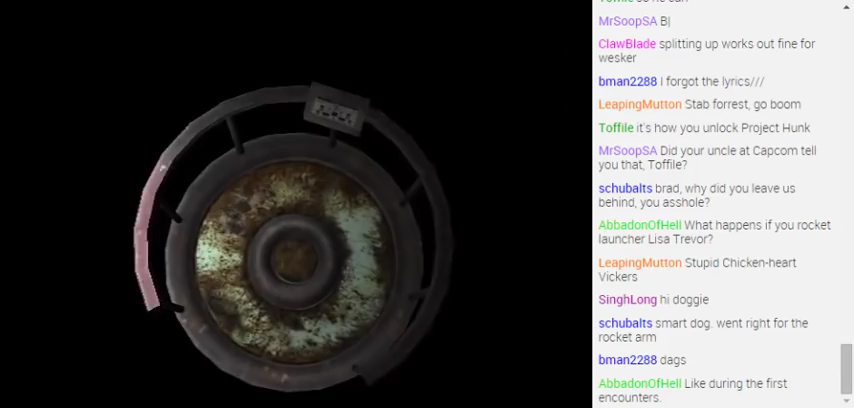 MrSoopSA B|
ClawBlade splitting up works out fine for
wesker
bman2288 I forgot the lyrics///
LeapingMutton Stab forrest, go boom
Toffile it's how you unlock Project Hunk
MrSoopSA Did your uncle at Capcom tell
you that, Toffile?
schubalts brad, why did you leave us
behind, you asshole?
AbbadonOfHell What happens if you rocket
launcher Lisa Trevor?
LeapingMutton Stupid Chicken-heart
Vickers
SinghLong hi doggie
schubalts smart dog. went right for the
rocket arm
bman2288 dags
AbbadonOfHell Like during the first
encounters.